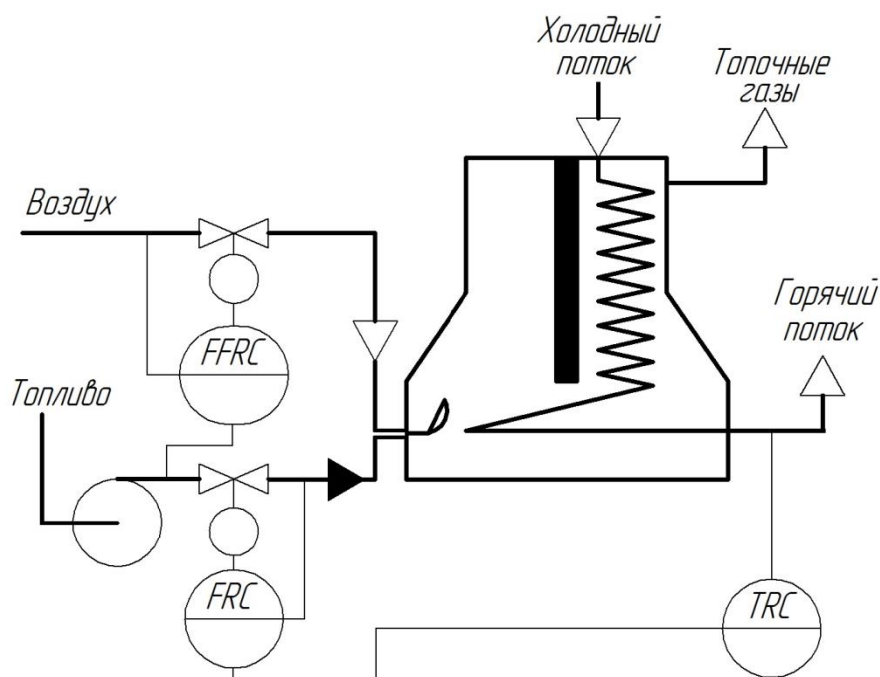 Холодный
поток
Топочные
газы
Воздух
Горячий
поток
FFRC
Топливо
FRC
TRC